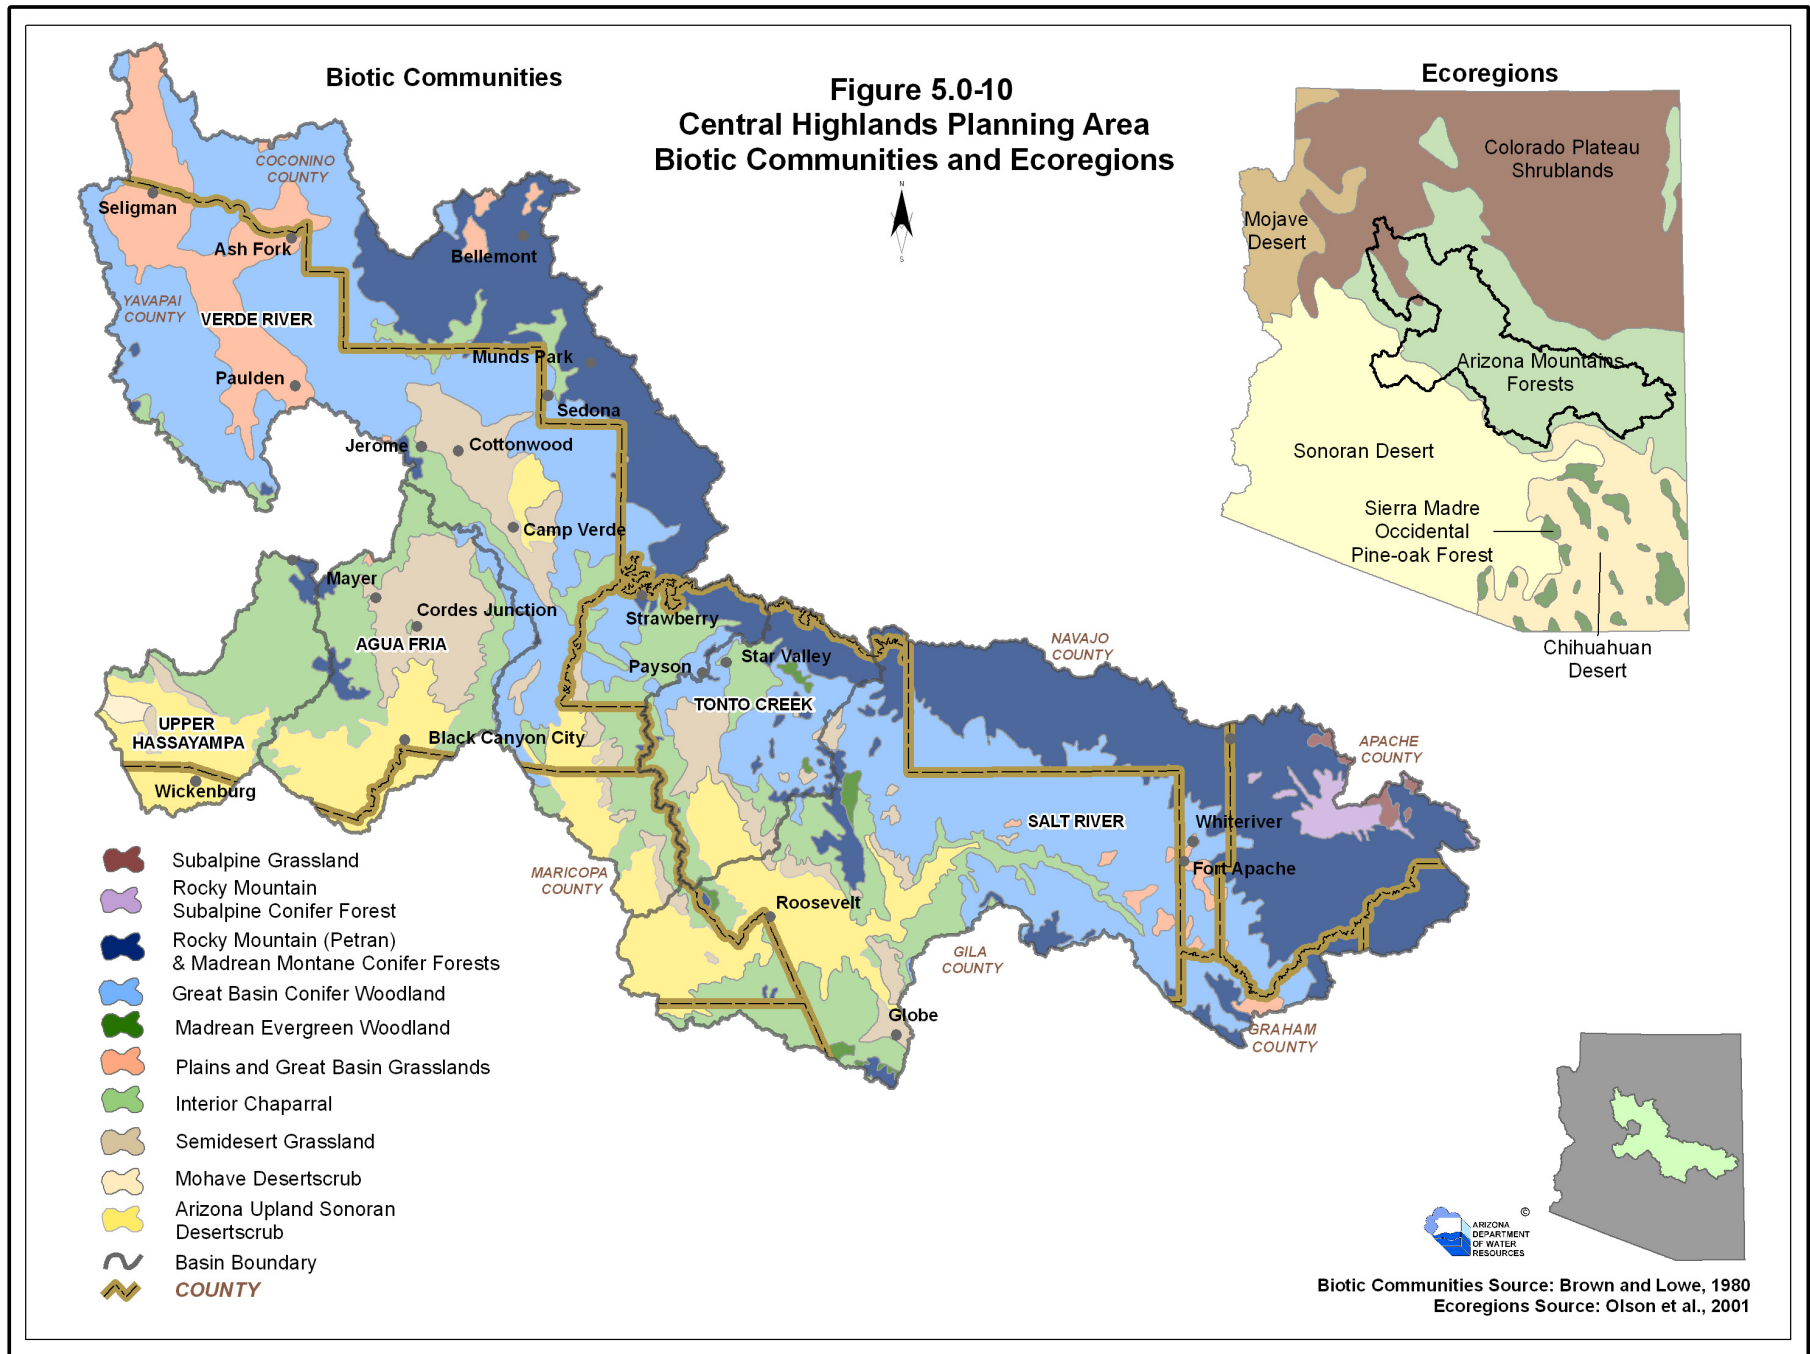 Biotic Communities
Figure 5.0-10
Central Highlands Planning Area
Biotic Communities and Ecoregions
N
S
Ecoregions
Colorado Plateau
Shrublands
Mojave
Desert
Arizona Mountains
Forests
Sonoran Desert
Sierra Madre
Occidental
Pine-oak Forest
Chihuahuan
Desert
COCONINO
COUNTY
Seligman
Ash Fork
Bellemont
YAVAPAI
COUNTY
VERDE RIVER
Munds Park
Paulden
Sedona
Jerome
Cottonwood
Camp Verde
Mayer
Cordes Junction
AGUA FRIA
Strawberry
Payson
Star Valley
NAVAJO
COUNTY
TONTO CREEK
UPPER
HASSAYAMPA
Black Canyon City
Wickenburg
APACHE
COUNTY
SALT RIVER
Whiteriver
Fort Apache
MARICOPA
COUNTY
Roosevelt
GILA
COUNTY
Globe
GRAHAM
COUNTY
Subalpine Grassland
Rocky Mountain
Subalpine Conifer Forest
Rocky Mountain (Petran)
& Madrean Montane Conifer Forests
Great Basin Conifer Woodland
Madrean Evergreen Woodland
Plains and Great Basin Grasslands
Interior Chaparral
Semidesert Grassland
Mohave Desertscrub
Arizona Upland Sonoran
Desertscrub
Basin Boundary
COUNTY
©
ARIZONA
DEPARTMENT
OF WATER
RESOURCES
Biotic Communities Source: Brown and Lowe, 1980
Ecoregions Source: Olson et al., 2001